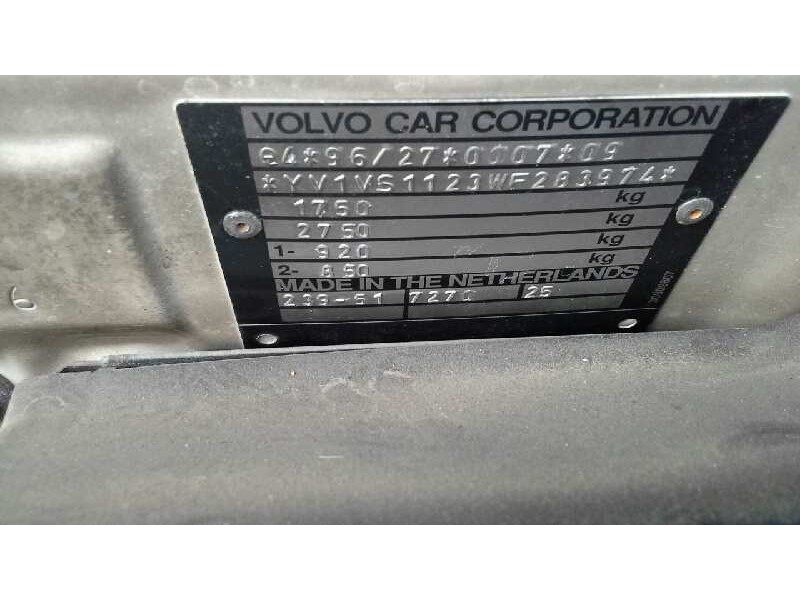 VOLVO CAR CORPORATION
e4*96/27*0007*09
*YV1VS1123WF283974*
1750 kg
2750 kg
1- 920 kg
2- 850 kg
MADE IN THE NETHERLANDS
239-51 7270 25
6